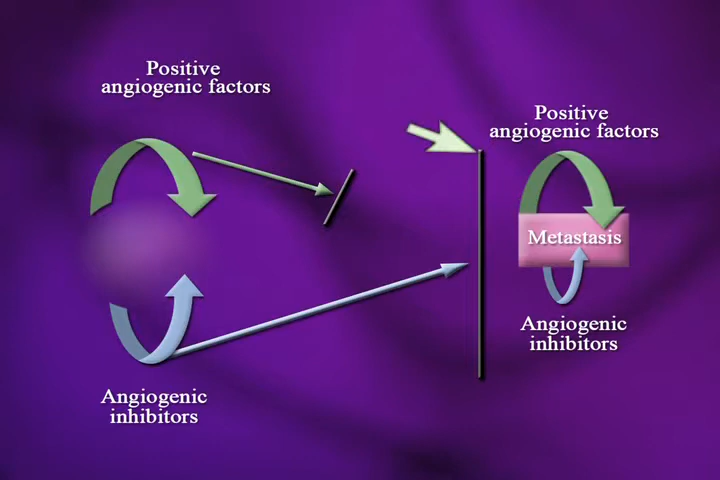 Positive
angiogenic factors
Angiogenic
inhibitors
Positive
angiogenic factors
Metastasis
Angiogenic
inhibitors